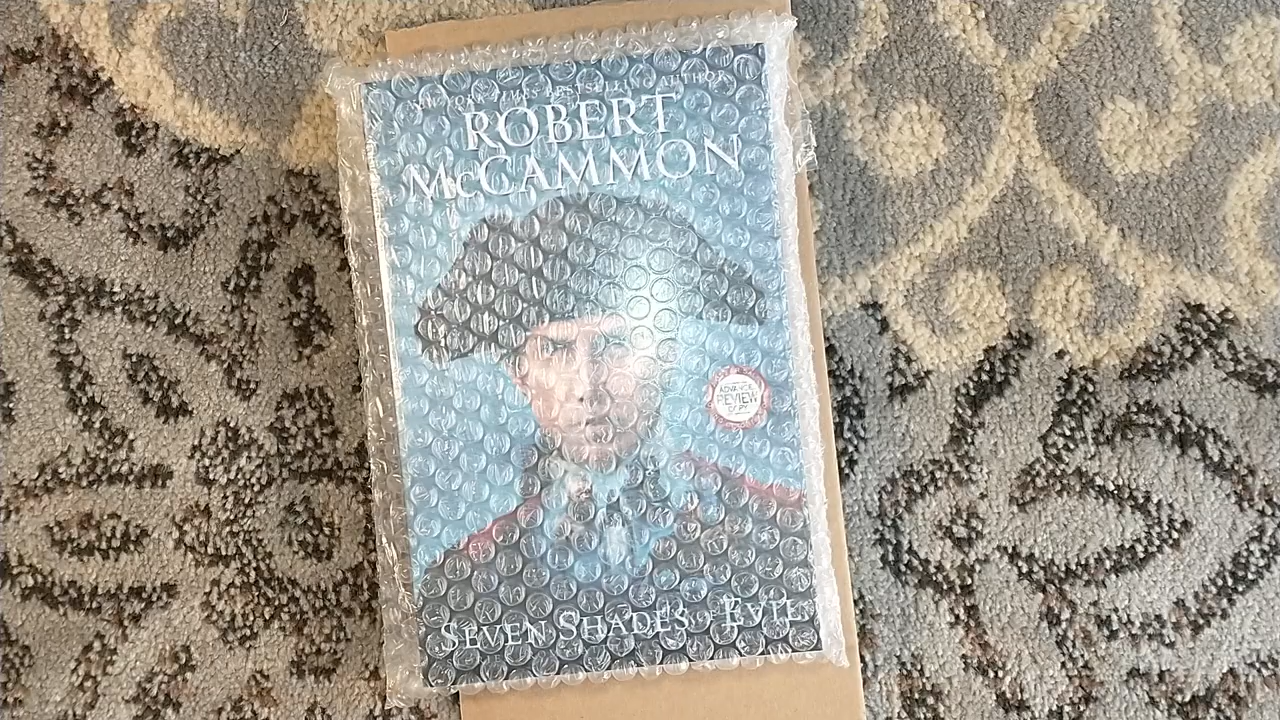 NEW YORK TIMES BESTSELLING AUTHOR
ROBERT
McCAMMON
ADVANCE
REVIEW
COPY
SEVEN SHADES OF EVIL